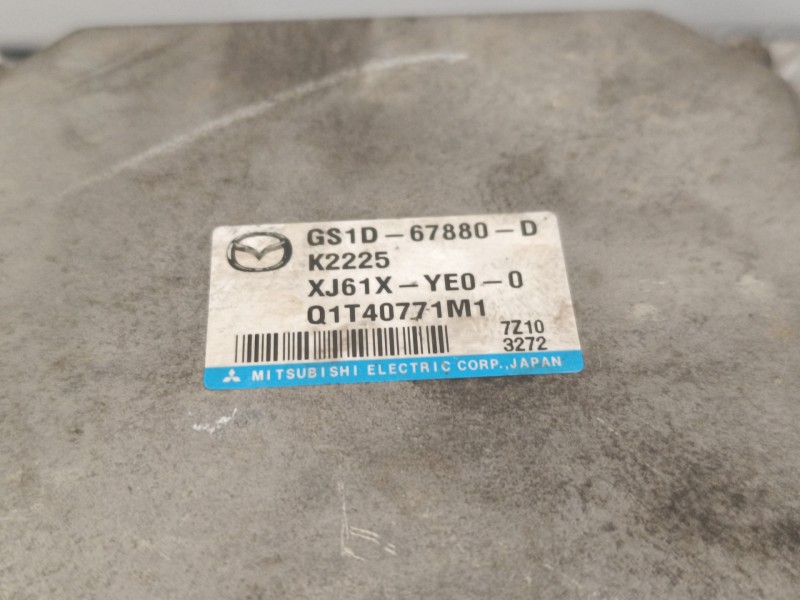 GS1D-67880-D
K2225
XJ61X-YE0-0
Q1T40771M1
7Z10
3272
MITSUBISHI ELECTRIC CORP., JAPAN